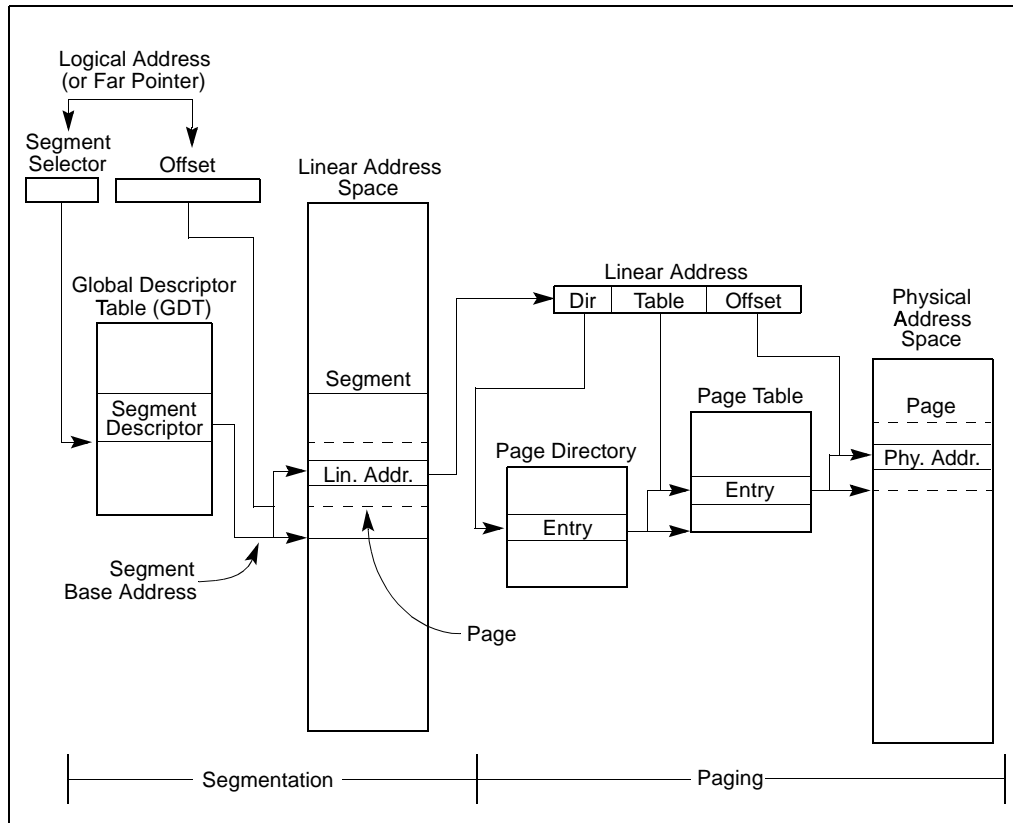 Logical Address
(or Far Pointer)
Segment
Selector
Offset
Linear Address
Space
Global Descriptor
Table (GDT)
Segment
Descriptor
Segment
Lin. Addr.
Segment
Base Address
Page
Linear Address
Dir
Table
Offset
Physical
Address
Space
Page Table
Page Directory
Entry
Entry
Page
Phy. Addr.
Segmentation
Paging